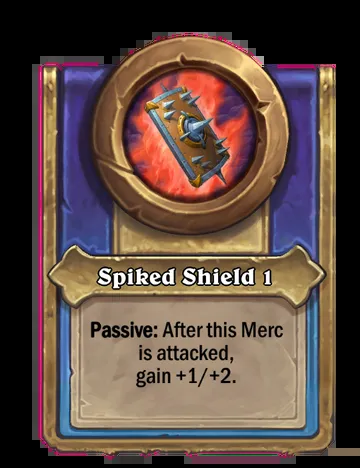 Spiked Shield 1
Passive: After this Merc
is attacked,
gain +1/+2.